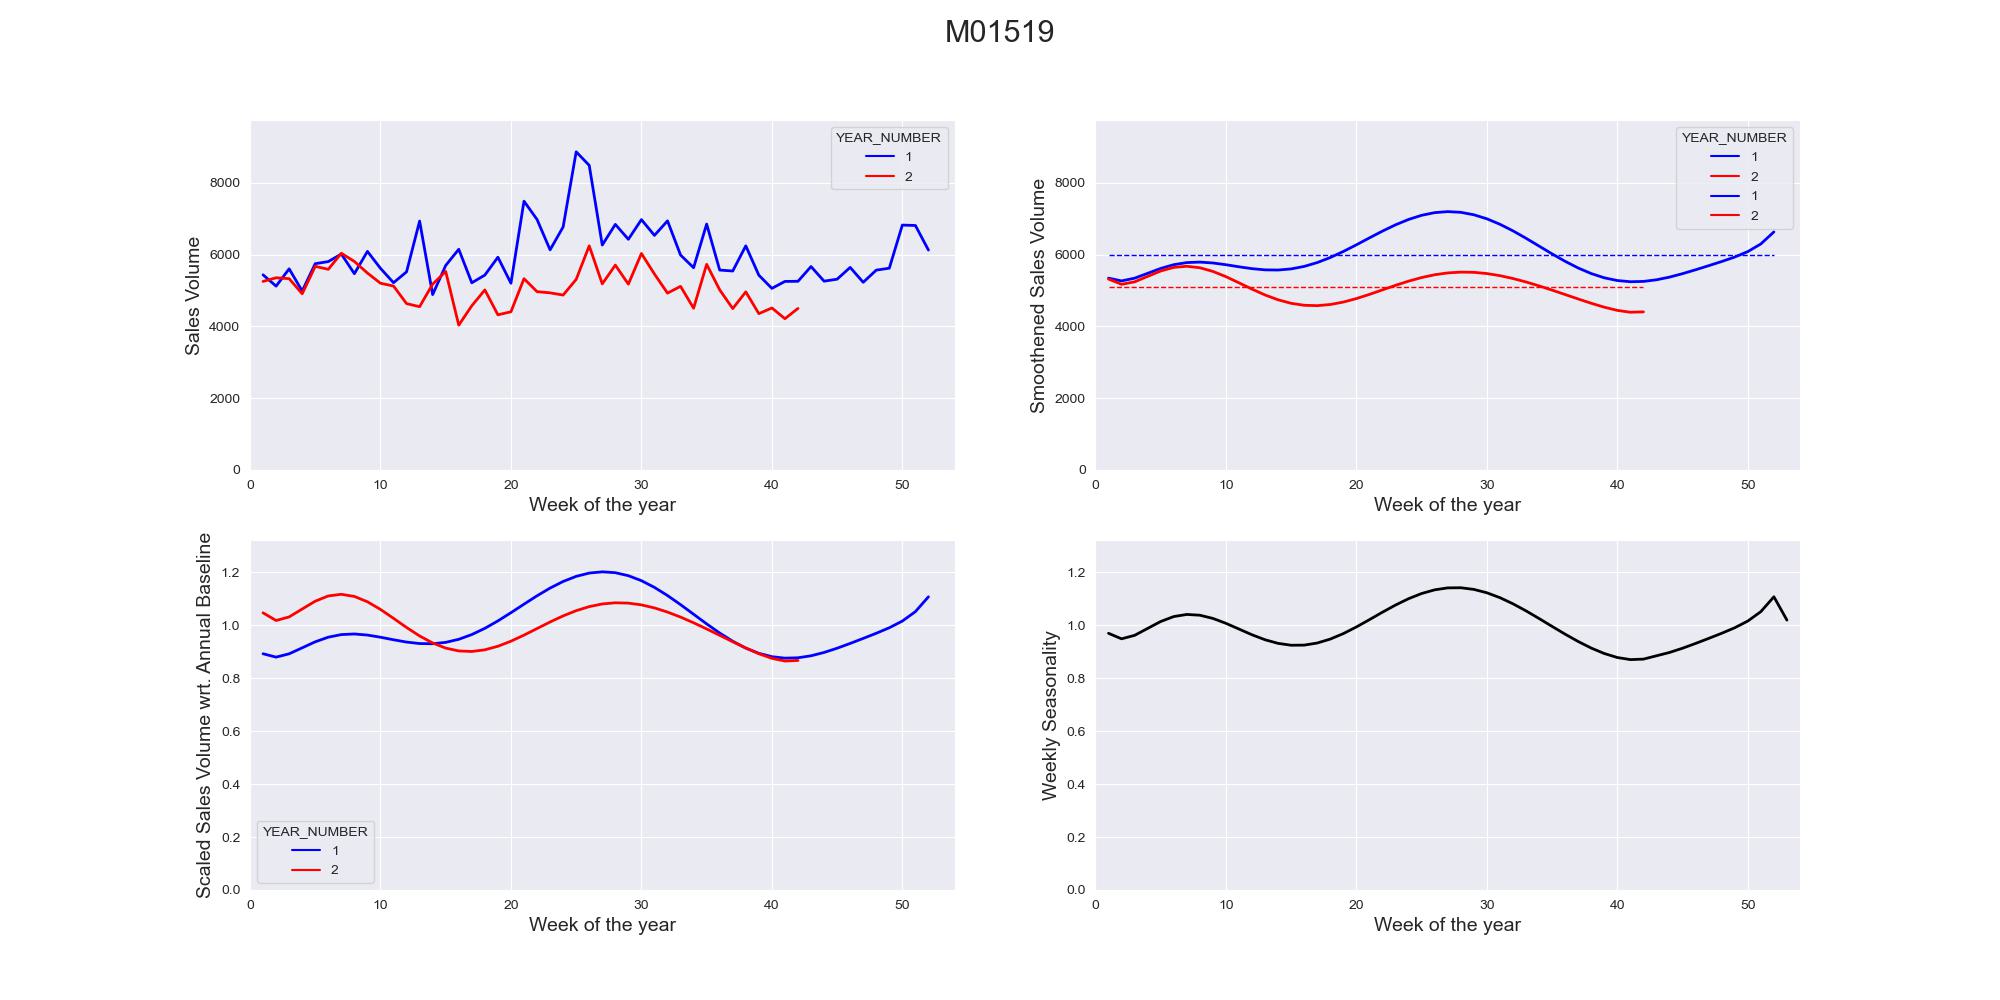 M01519
Sales Volume
8000
6000
4000
2000
0
0 10 20 30 40 50
Week of the year
YEAR_NUMBER
1
2
Smoothened Sales Volume
8000
6000
4000
2000
0
0 10 20 30 40 50
Week of the year
YEAR_NUMBER
1
2
1
2
Scaled Sales Volume wrt. Annual Baseline
1.2
1.0
0.8
0.6
0.4
0.2
0.0
0 10 20 30 40 50
Week of the year
YEAR_NUMBER
1
2
Weekly Seasonality
1.2
1.0
0.8
0.6
0.4
0.2
0.0
0 10 20 30 40 50
Week of the year